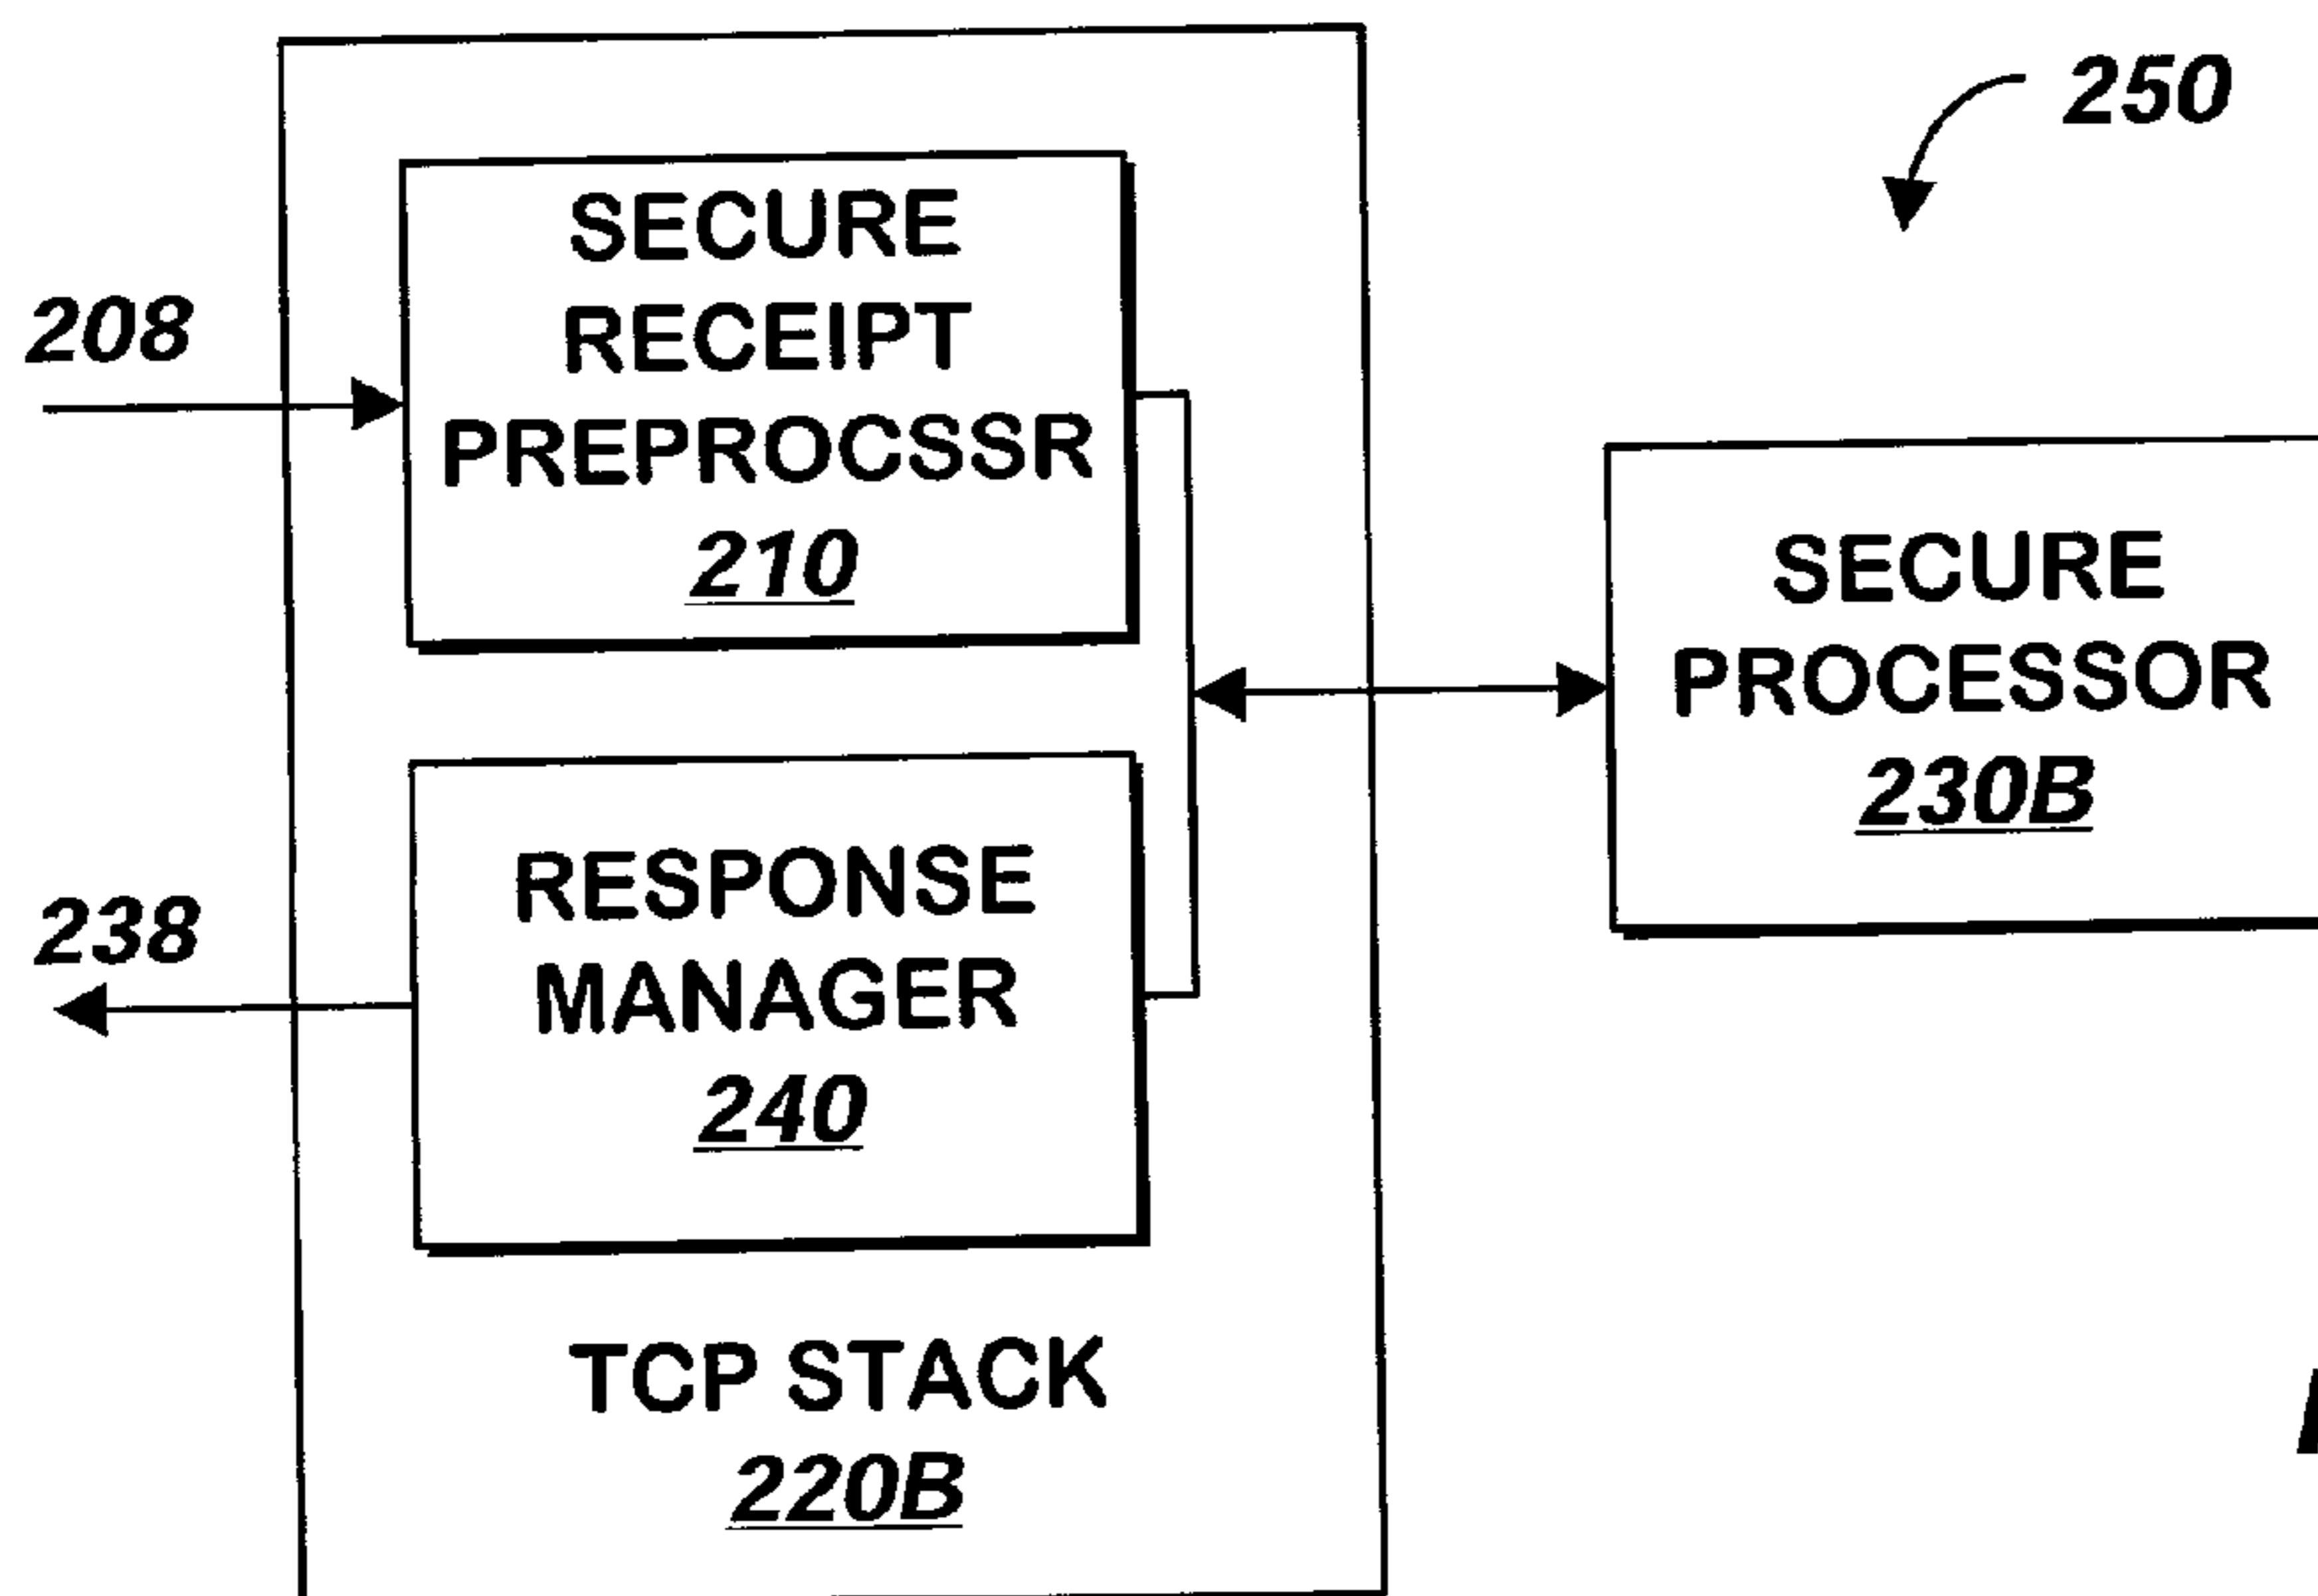 250
SECURE
RECEIPT
PREPROCSSR
210
208
SECURE
PROCESSOR
230B
RESPONSE
MANAGER
240
238
TCP STACK
220B